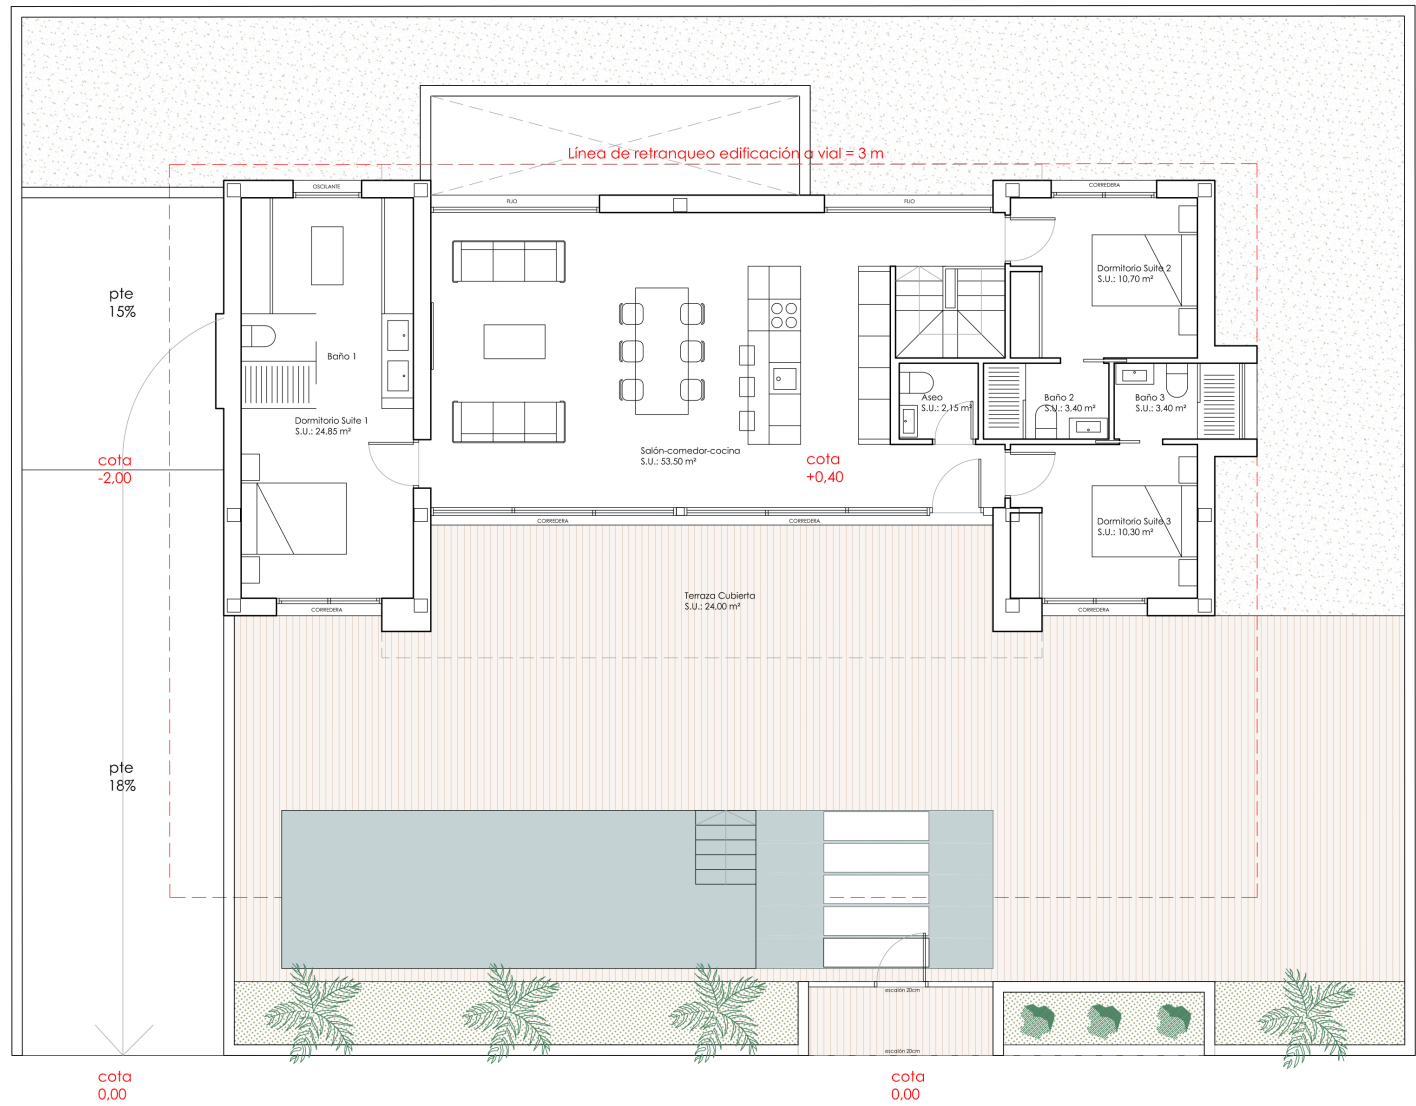 Línea de retranqueo edificación a vial = 3 m
OSCILANTE
CORREDERA
FIJO
FIJO
Dormitorio Suite 2
S.U.: 10,70 m²
pte
15%
Baño 1
Aseo
S.U.: 2,15 m²
Baño 2
S.U.: 3,40 m²
Baño 3
S.U.: 3,40 m²
Dormitorio Suite 1
S.U.: 24,85 m²
Salón-comedor-cocina
S.U.: 53,50 m²
cota
+0,40
cota
-2,00
CORREDERA
CORREDERA
Dormitorio Suite 3
S.U.: 10,30 m²
Terraza Cubierta
S.U.: 24,00 m²
CORREDERA
CORREDERA
pte
18%
escalón 20cm
escalón 20cm
cota
0,00
cota
0,00